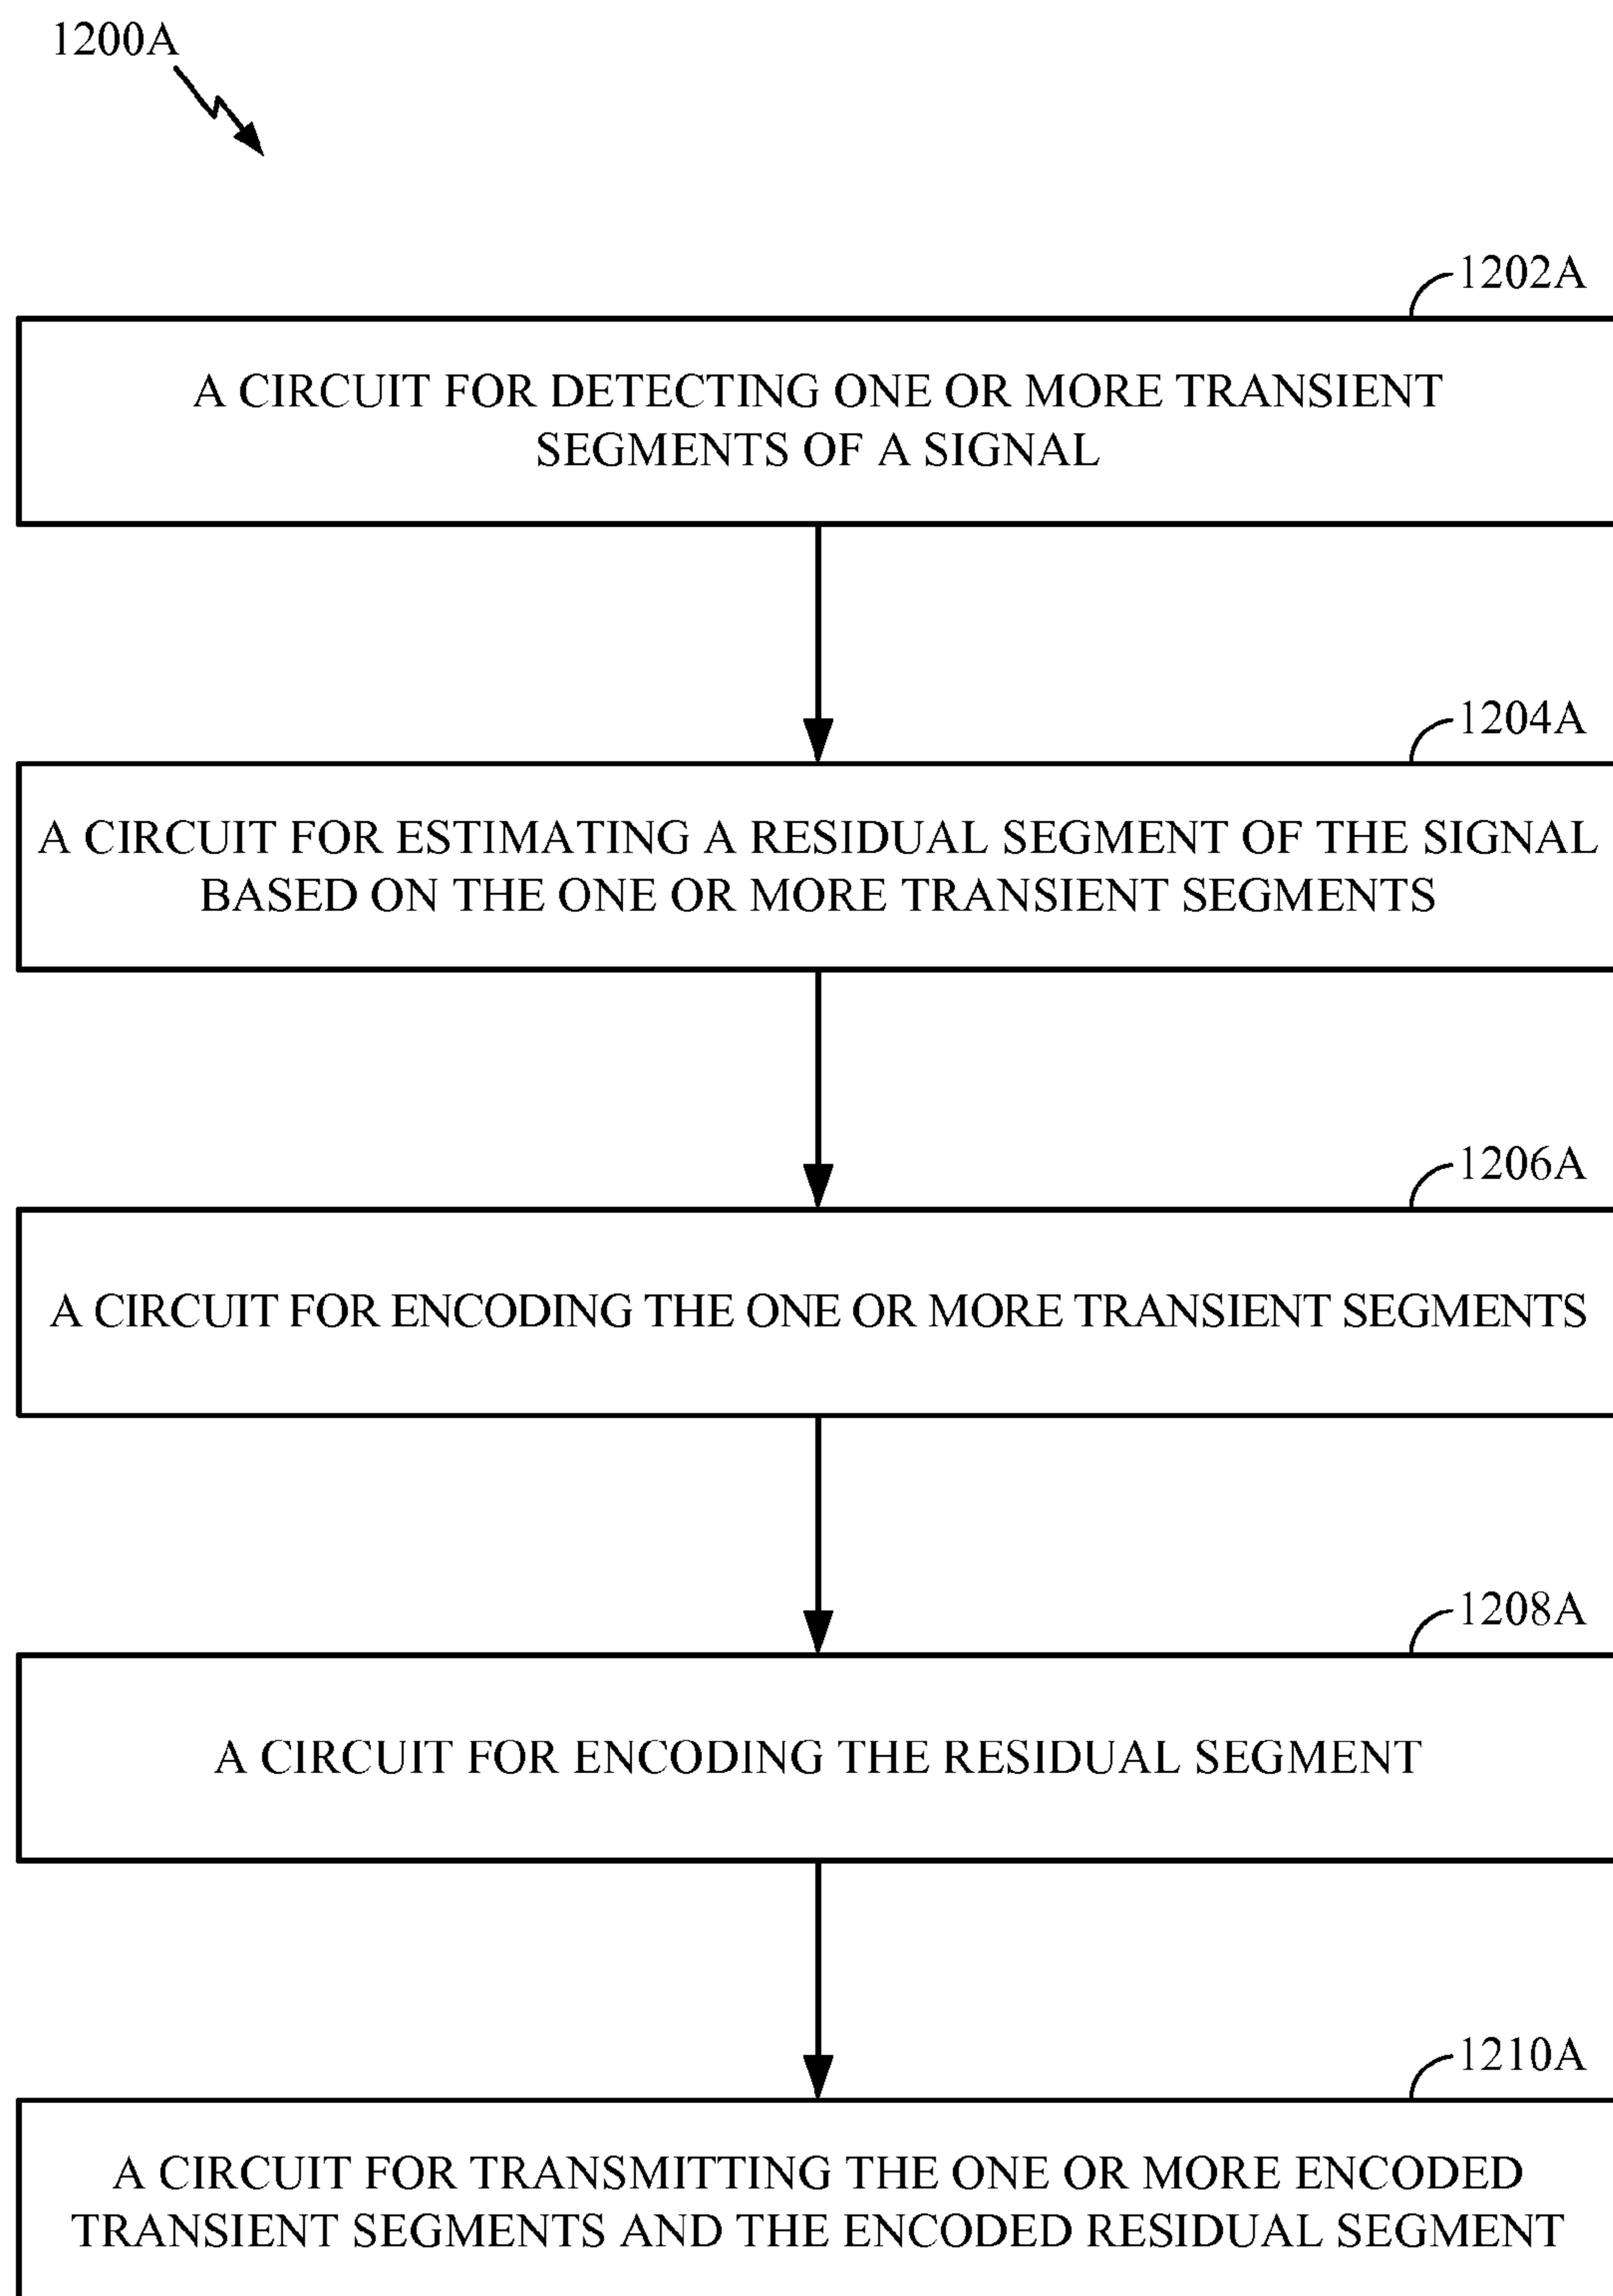 1200A
1202A
A CIRCUIT FOR DETECTING ONE OR MORE TRANSIENT
SEGMENTS OF A SIGNAL
1204A
A CIRCUIT FOR ESTIMATING A RESIDUAL SEGMENT OF THE SIGNAL
BASED ON THE ONE OR MORE TRANSIENT SEGMENTS
1206A
A CIRCUIT FOR ENCODING THE ONE OR MORE TRANSIENT SEGMENTS
1208A
A CIRCUIT FOR ENCODING THE RESIDUAL SEGMENT
1210A
A CIRCUIT FOR TRANSMITTING THE ONE OR MORE ENCODED
TRANSIENT SEGMENTS AND THE ENCODED RESIDUAL SEGMENT